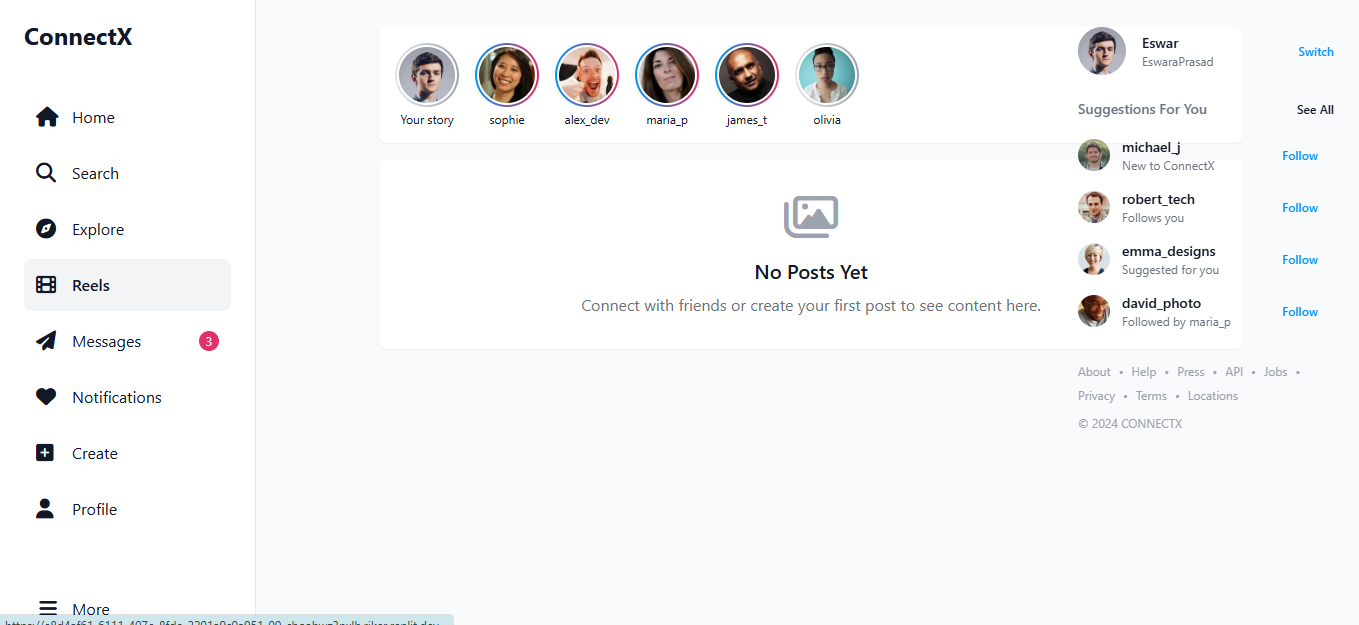 ConnectX
Home
Search
Explore
Reels
Messages 3
Notifications
Create
Profile
More
Your story
sophie
alex_dev
maria_p
james_t
olivia
No Posts Yet
Connect with friends or create your first post to see content here.
Eswar
EswaraPrasad
Switch
Suggestions For You
See All
michael_j
New to ConnectX
Follow
robert_tech
Follows you
Follow
emma_designs
Suggested for you
Follow
david_photo
Followed by maria_p
Follow
About • Help • Press • API • Jobs •
Privacy • Terms • Locations
© 2024 CONNECTX